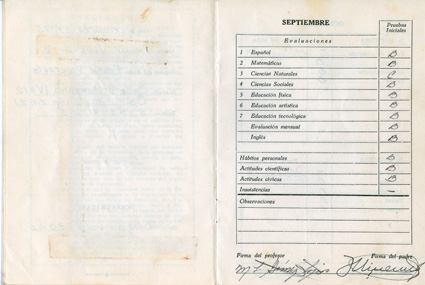 SEPTIEMBRE
Pruebas
Iniciales
Evaluaciones
1 Español B
2 Matemáticas B
3 Ciencias Naturales C
4 Ciencias Sociales B
5 Educación física B
6 Educación artística B
7 Educación tecnológica B
Evaluación mensual B
Inglés B
Hábitos personales B
Actitudes científicas B
Actitudes cívicas B
Inasistencias —
Observaciones
Firma del profesor Firma del padre